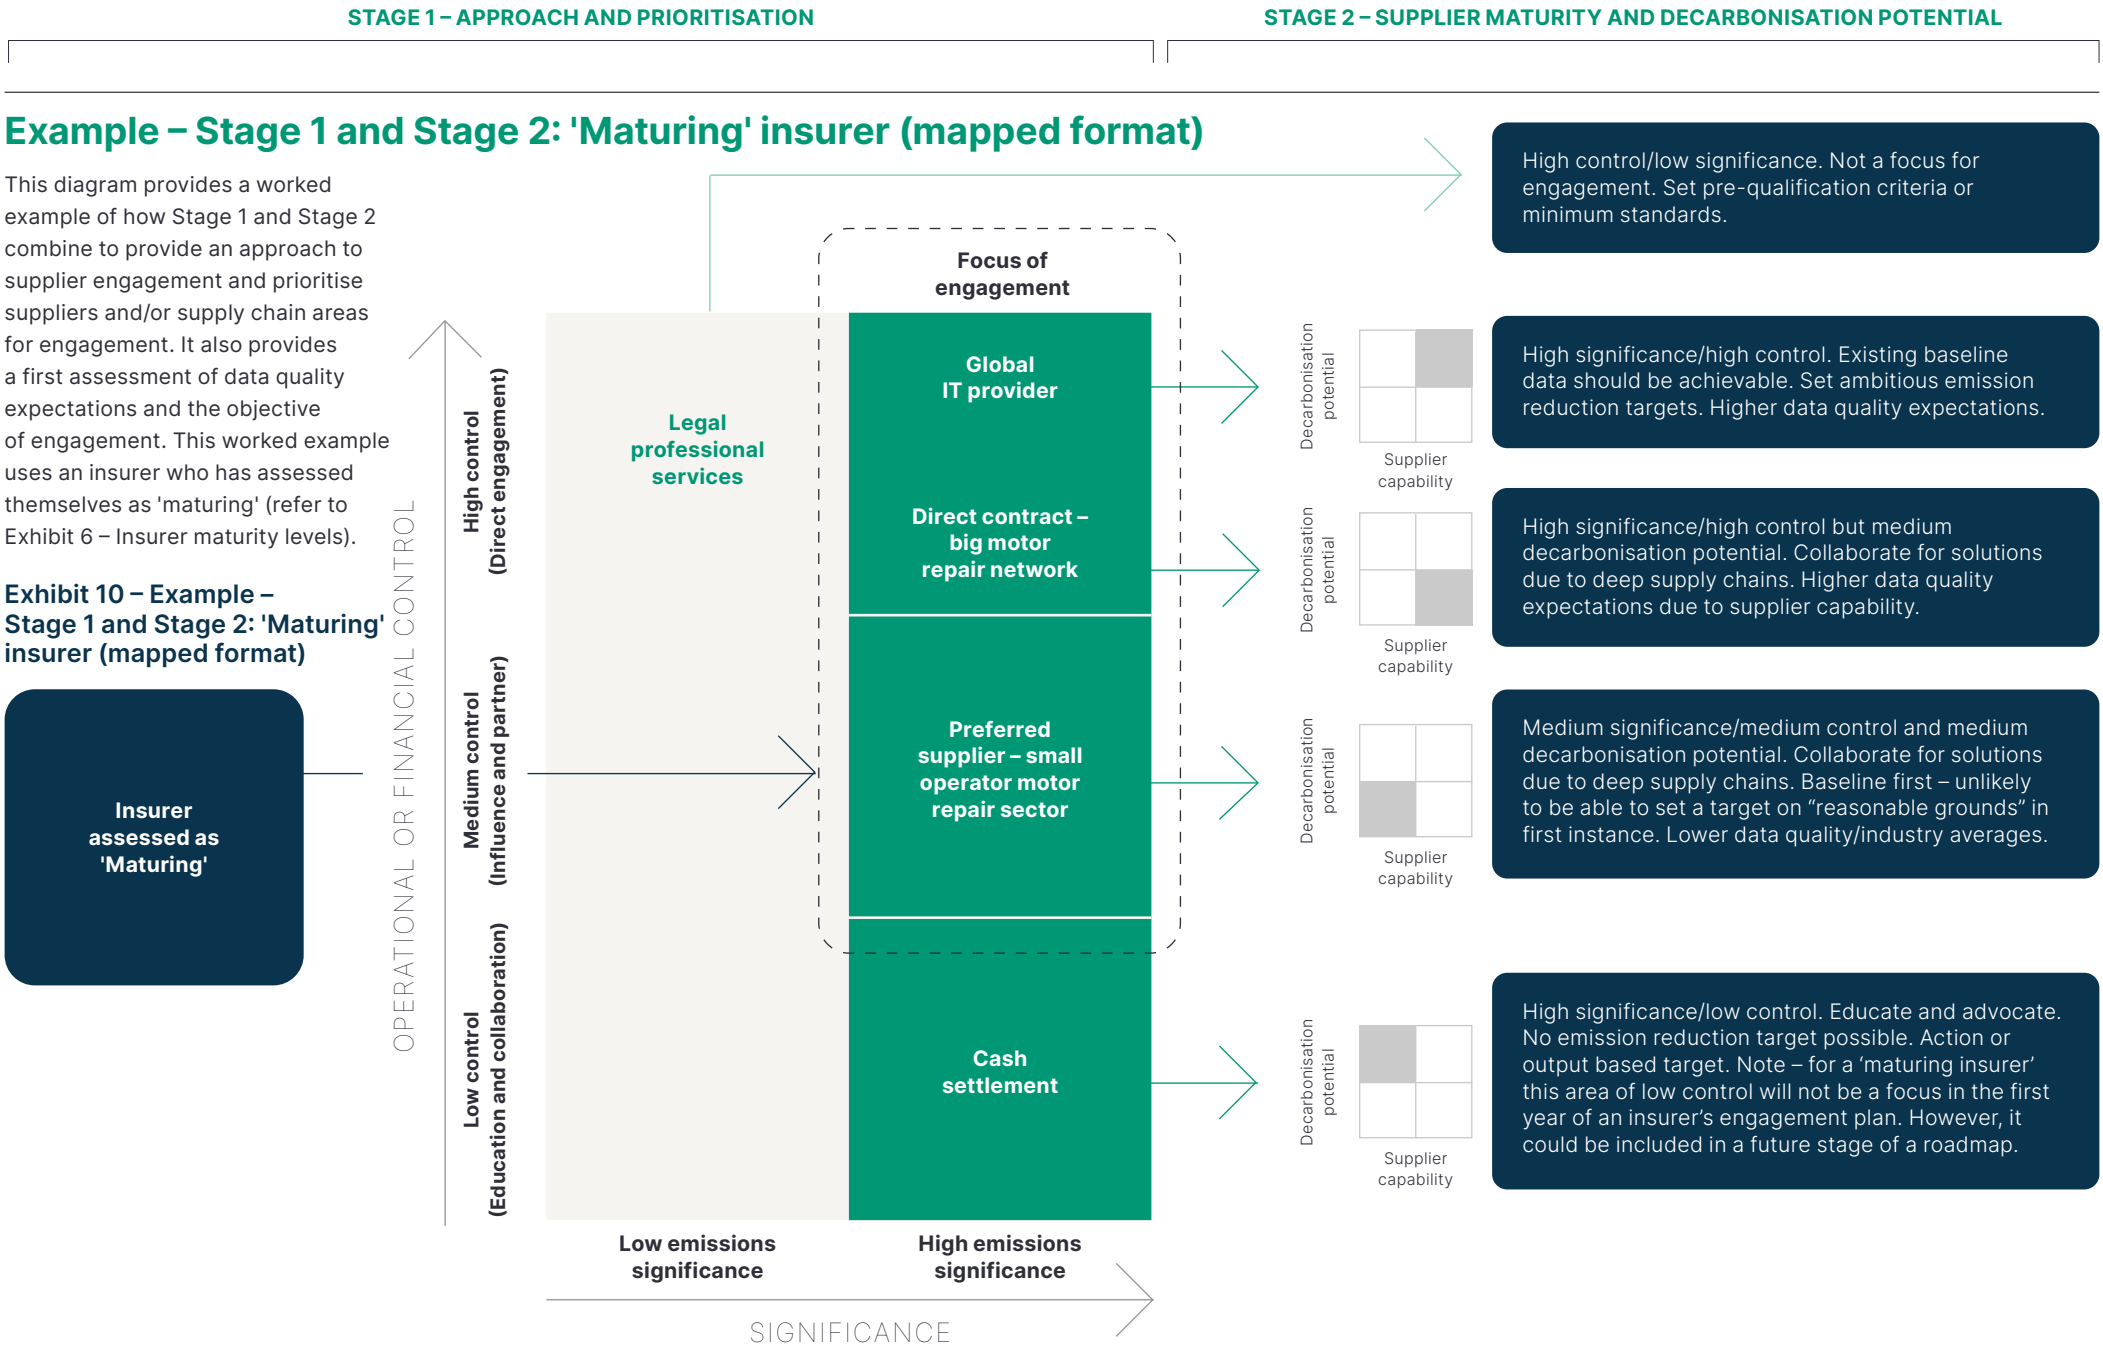 STAGE 1 – APPROACH AND PRIORITISATION
STAGE 2 – SUPPLIER MATURITY AND DECARBONISATION POTENTIAL
Example – Stage 1 and Stage 2: 'Maturing' insurer (mapped format)
This diagram provides a worked
example of how Stage 1 and Stage 2
combine to provide an approach to
supplier engagement and prioritise
suppliers and/or supply chain areas
for engagement. It also provides
a first assessment of data quality
expectations and the objective
of engagement. This worked example
uses an insurer who has assessed
themselves as 'maturing' (refer to
Exhibit 6 – Insurer maturity levels).
Exhibit 10 – Example –
Stage 1 and Stage 2: 'Maturing'
insurer (mapped format)
Insurer
assessed as
'Maturing'
OPERATIONAL OR FINANCIAL CONTROL
High control
(Direct engagement)
Medium control
(Influence and partner)
Low control
(Education and collaboration)
Legal
professional
services
Focus of
engagement
Global
IT provider
Direct contract –
big motor
repair network
Preferred
supplier – small
operator motor
repair sector
Cash
settlement
Low emissions
significance
High emissions
significance
SIGNIFICANCE
High control/low significance. Not a focus for
engagement. Set pre-qualification criteria or
minimum standards.
Decarbonisation
potential
Supplier
capability
High significance/high control. Existing baseline
data should be achievable. Set ambitious emission
reduction targets. Higher data quality expectations.
Decarbonisation
potential
Supplier
capability
High significance/high control but medium
decarbonisation potential. Collaborate for solutions
due to deep supply chains. Higher data quality
expectations due to supplier capability.
Decarbonisation
potential
Supplier
capability
Medium significance/medium control and medium
decarbonisation potential. Collaborate for solutions
due to deep supply chains. Baseline first – unlikely
to be able to set a target on “reasonable grounds” in
first instance. Lower data quality/industry averages.
Decarbonisation
potential
Supplier
capability
High significance/low control. Educate and advocate.
No emission reduction target possible. Action or
output based target. Note – for a ‘maturing insurer’
this area of low control will not be a focus in the first
year of an insurer’s engagement plan. However, it
could be included in a future stage of a roadmap.